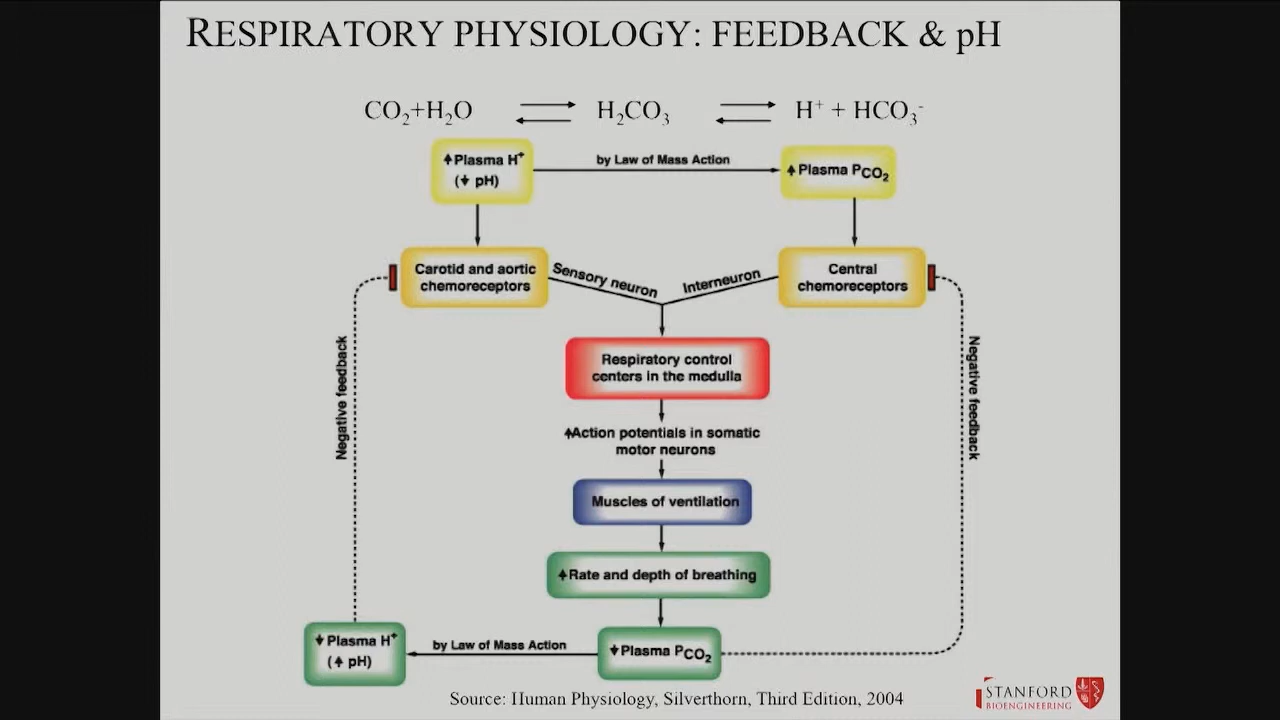 RESPIRATORY PHYSIOLOGY: FEEDBACK & pH
CO₂+H₂O ⇌ H₂CO₃ ⇌ H⁺ + HCO₃⁻
↑Plasma H⁺
(↓ pH)
by Law of Mass Action
↑ Plasma PCO₂
Carotid and aortic
chemoreceptors
Sensory neuron
Interneuron
Central
chemoreceptors
Negative feedback
Respiratory control
centers in the medulla
Negative feedback
↑Action potentials in somatic
motor neurons
Muscles of ventilation
↑Rate and depth of breathing
↓ Plasma H⁺
(↑ pH)
by Law of Mass Action
↓Plasma PCO₂
Source: Human Physiology, Silverthorn, Third Edition, 2004
STANFORD
BIOENGINEERING